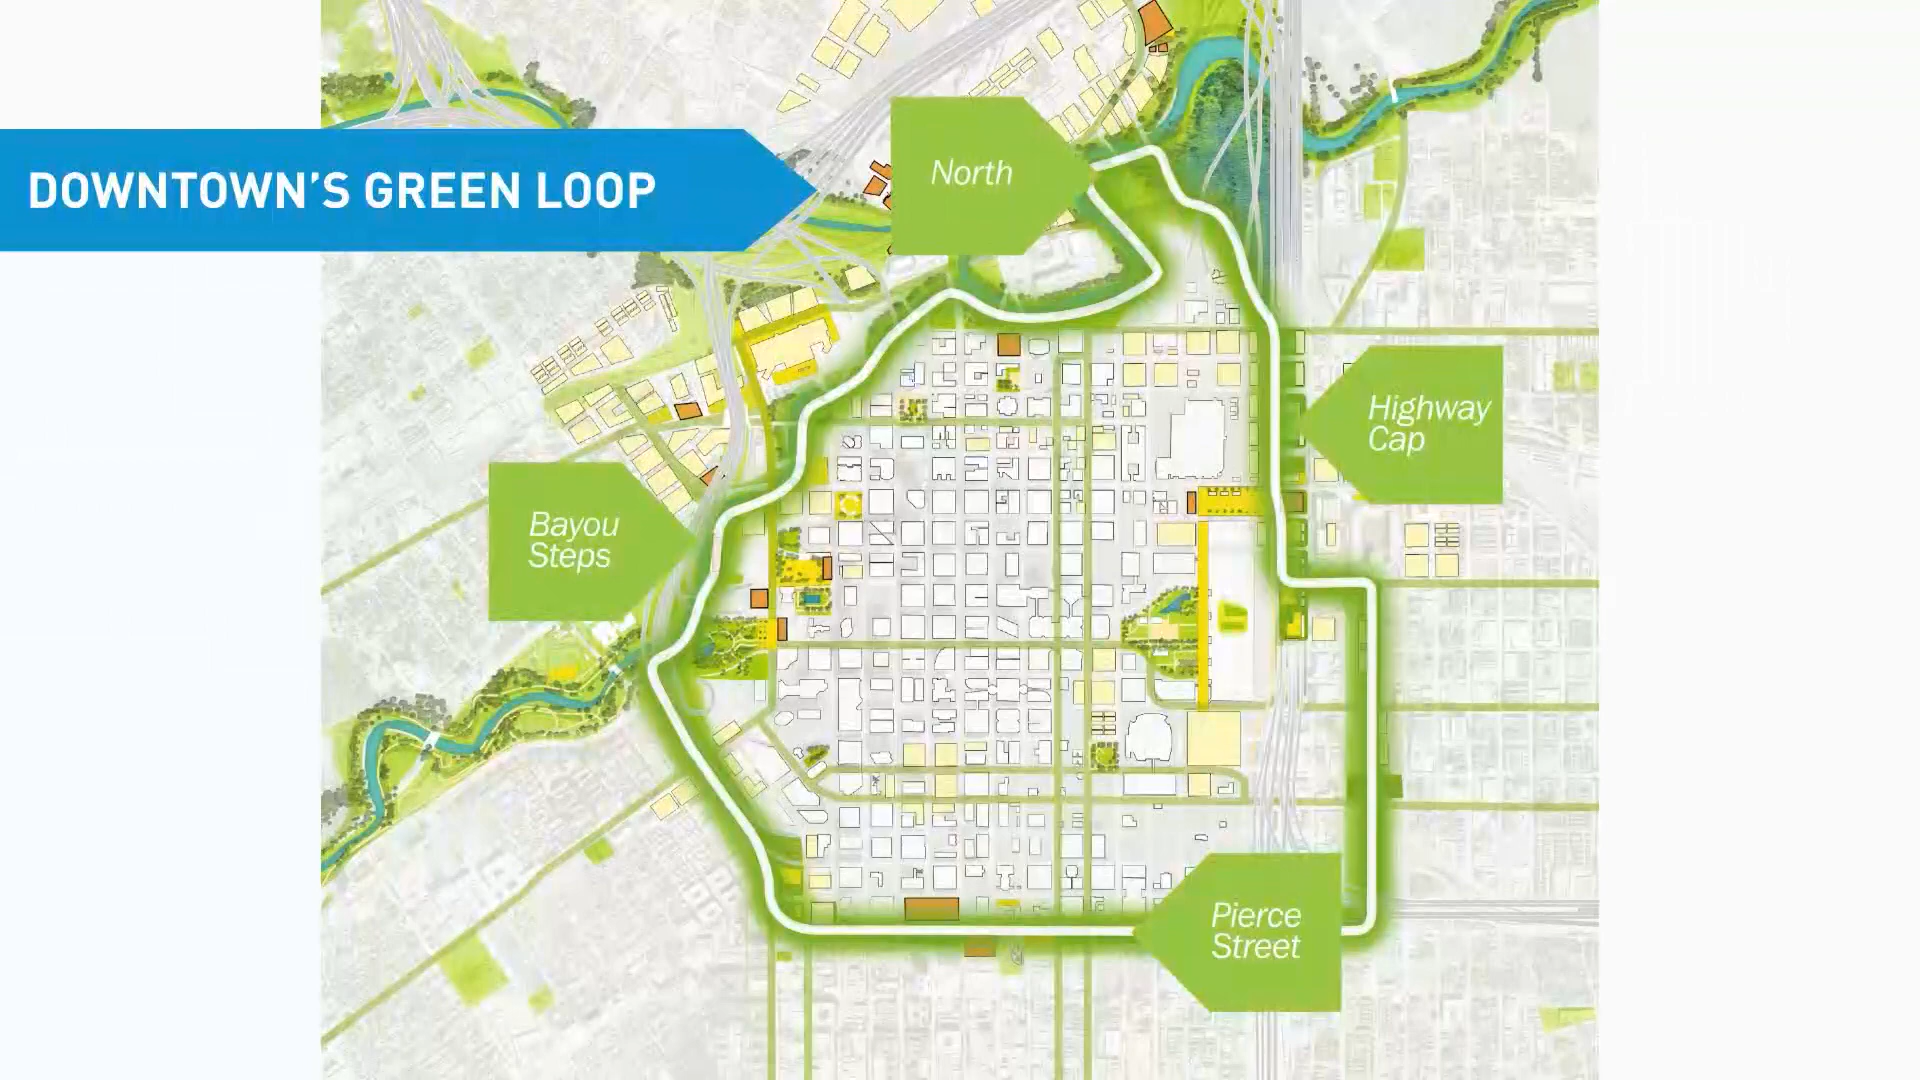 DOWNTOWN'S GREEN LOOP
North
Highway
Cap
Bayou
Steps
Pierce
Street